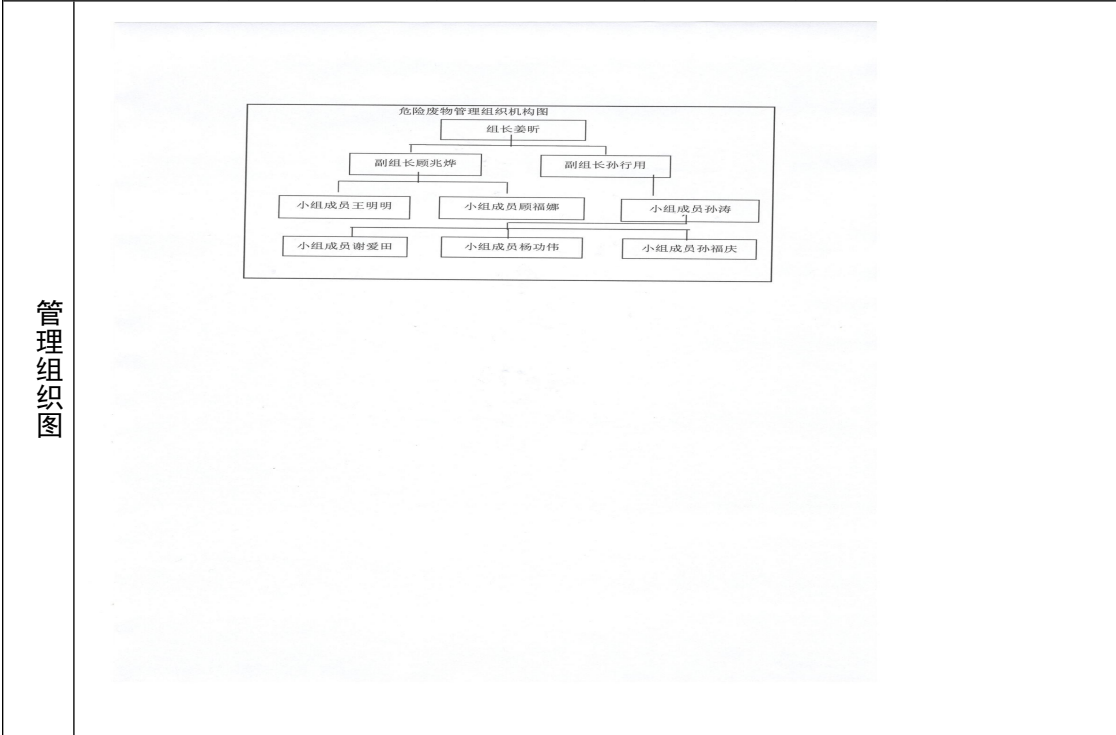 管理组织图
危险废物管理组织机构图
组长姜昕
副组长顾兆烨
副组长孙行用
小组成员王明明
小组成员顾福娜
小组成员孙涛
小组成员谢爱田
小组成员杨功伟
小组成员孙福庆